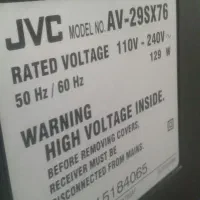 JVC MODEL NO. AV-29SX76
RATED VOLTAGE 110V - 240V~
50 Hz / 60 Hz 129 W
WARNING
HIGH VOLTAGE INSIDE.
BEFORE REMOVING COVERS,
RECEIVER MUST BE
DISCONNECTED FROM MAINS.
151B4065